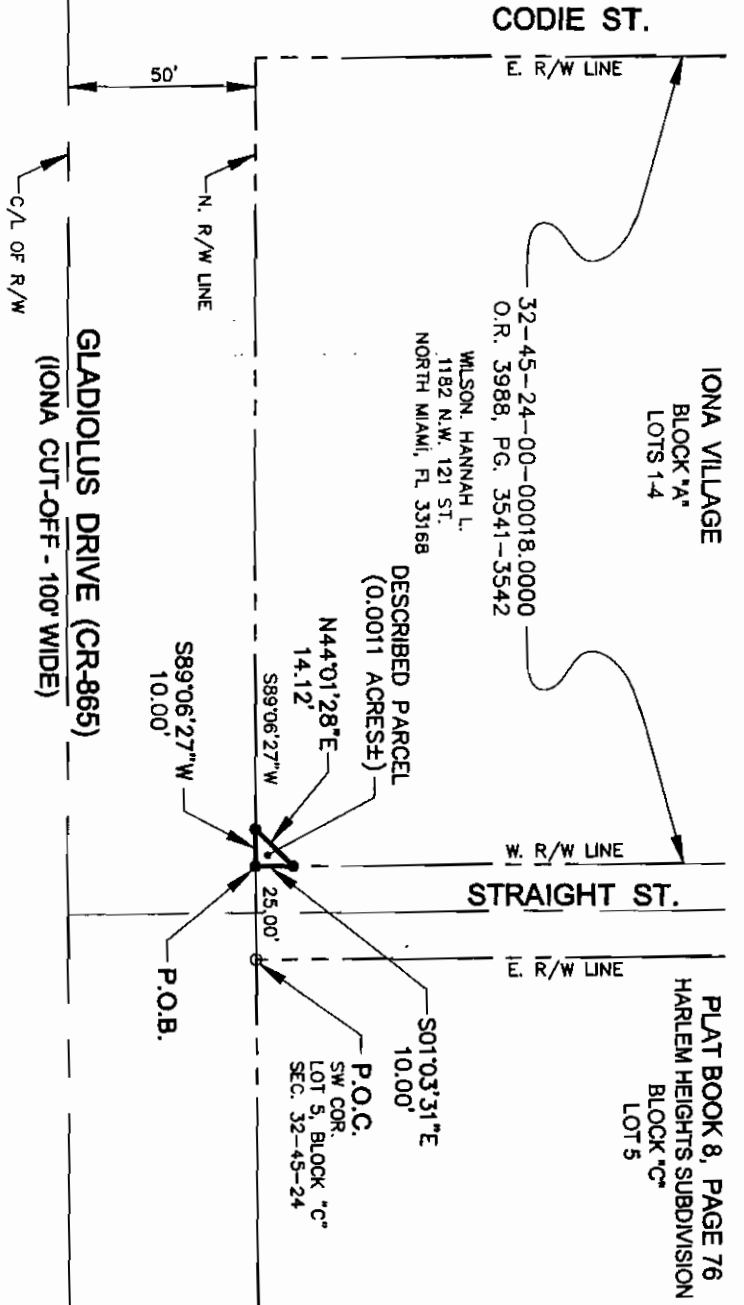 CODIE ST.
E. R/W LINE
IONA VILLAGE
BLOCK "A"
LOTS 1-4
32-45-24-00-00018.0000
O.R. 3988, PG. 3541-3542
WILSON. HANNAH L.
1182 N.W. 121 ST.
NORTH MIAMI, FL 33168
50'
N. R/W LINE
C/L OF R/W
GLADIOLUS DRIVE (CR-865)
(IONA CUT-OFF - 100' WIDE)
DESCRIBED PARCEL
(0.0011 ACRES±)
N44°01'28"E
14.12'
S89°06'27"W
S89°06'27"W
10.00'
W. R/W LINE
STRAIGHT ST.
25.00'
E. R/W LINE
P.O.B.
S01°03'31"E
10.00'
P.O.C.
SW COR.
LOT 5, BLOCK "C"
SEC. 32-45-24
PLAT BOOK 8, PAGE 76
HARLEM HEIGHTS SUBDIVISION
BLOCK "C"
LOT 5